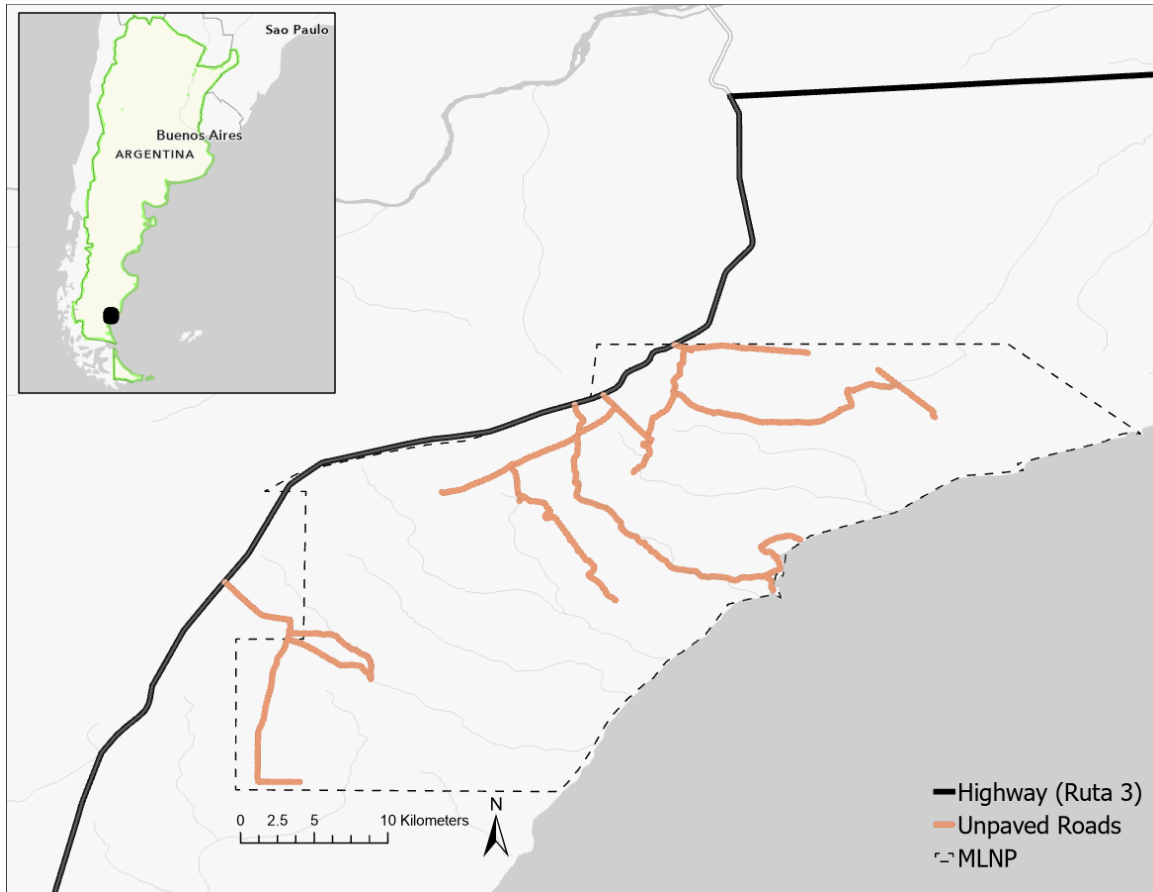 Sao Paulo
Buenos Aires
ARGENTINA
0 2.5 5 10 Kilometers
N
Highway (Ruta 3)
Unpaved Roads
MLNP